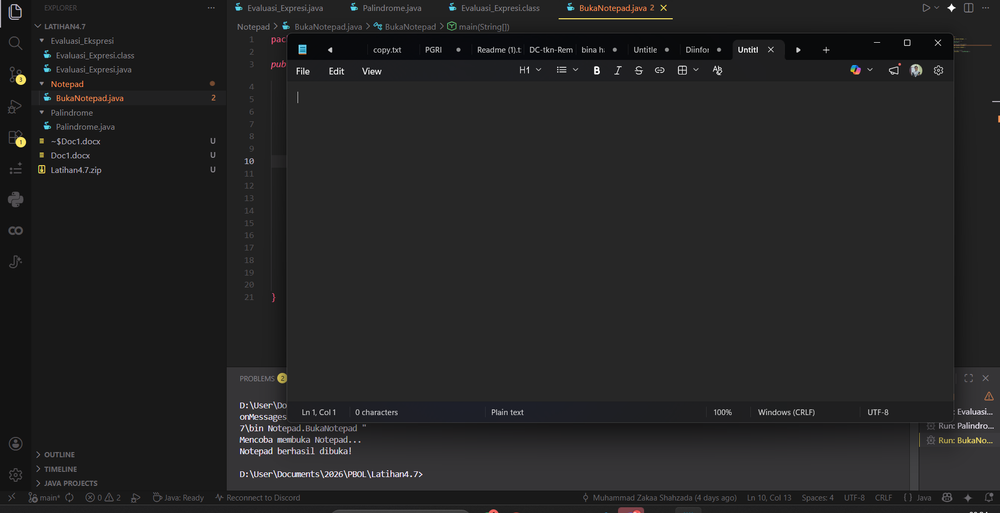 EXPLORER
LATIHAN4.7
Evaluasi_Ekspresi
Evaluasi_Expresi.class
Evaluasi_Expresi.java
Notepad
BukaNotepad.java 2
Palindrome
Palindrome.java
~$Doc1.docx U
Doc1.docx U
Latihan4.7.zip U
OUTLINE
TIMELINE
JAVA PROJECTS
3
1
Evaluasi_Expresi.java Palindrome.java Evaluasi_Expresi.class BukaNotepad.java 2
Notepad > BukaNotepad.java > BukaNotepad > main(String[])
1 pac
2
3 pub
4
5
6
7
8
9
10
11
12
13
14
15
16
17
18
19
20
21 }
copy.txt PGRI Readme (1).t DC-tkn-Rem bina ha Untitle Diinfor Untitl
File Edit View H1 B I S
Ln 1, Col 1 0 characters Plain text 100% Windows (CRLF) UTF-8
PROBLEMS 2
D:\User\Do
onMessages
7\bin Notepad.BukaNotepad "
Mencoba membuka Notepad...
Notepad berhasil dibuka!
D:\User\Documents\2026\PBOL\Latihan4.7>
: Evaluasi...
Run: Palindro...
Run: BukaNo...
main* 0 2 Java: Ready Reconnect to Discord Muhammad Zakaa Shahzada (4 days ago) Ln 10, Col 13 Spaces: 4 UTF-8 CRLF { } Java